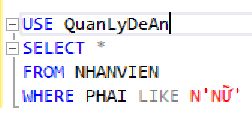 USE QuanLyDeAn
SELECT *
FROM NHANVIEN
WHERE PHAI LIKE N'NỮ'